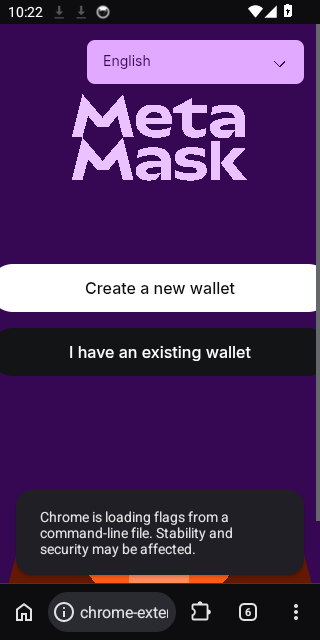 10:22
English
Meta
Mask
Create a new wallet
I have an existing wallet
Chrome is loading flags from a
command-line file. Stability and
security may be affected.
chrome-exter
6